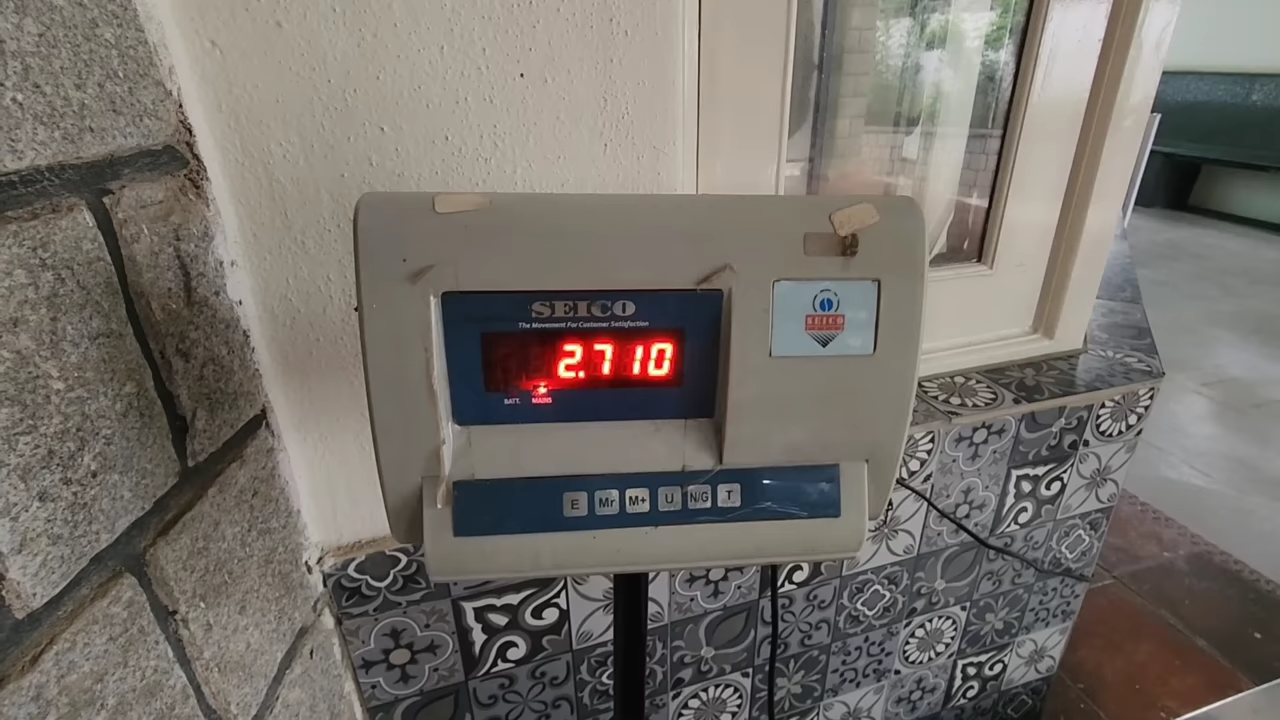 SEICO
The Movement For Customer Satisfaction
2.710
BATT. MAINS
SEICO
E Mr M+ U N/G T